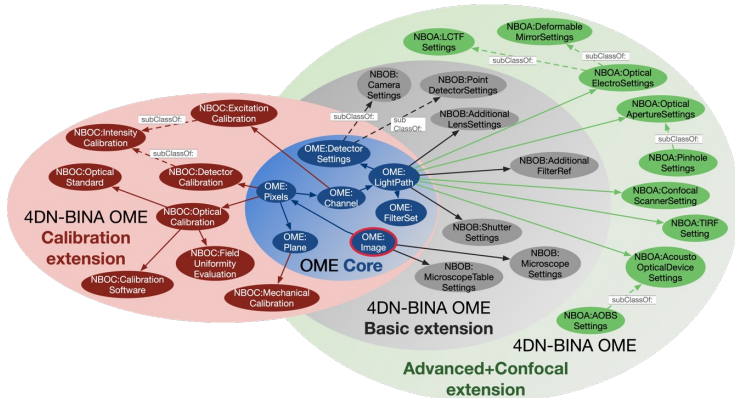 NBOA:Deformable
MirrorSettings
NBOA:LCTF
Settings
subClassOf:
subClassOf:
NBOA:Optical
ElectroSettings
NBOB:
Camera
Settings
NBOB:Point
DetectorSettings
NBOB:Additional
LensSettings
NBOA:Optical
ApertureSettings
subClassOf:
NBOA:Pinhole
Settings
NBOC:Excitation
Calibration
subClassOf:
NBOC:Intensity
Calibration
subClassOf:
sub
ClassOf:
subClassOf:
OME:Detector
Settings
NBOC:Optical
Standard
NBOC:Detector
Calibration
OME:
Pixels
OME:
Channel
OME:
LightPath
OME:
FilterSet
NBOB:Additional
FilterRef
NBOA:Confocal
ScannerSetting
NBOA:TIRF
Setting
NBOC:Optical
Calibration
4DN-BINA OME
Calibration
extension
NBOC:Field
Uniformity
Evaluation
NBOC:Calibration
Software
NBOC:Mechanical
Calibration
OME:
Plane
OME:
Image
OME Core
NBOB:Shutter
Settings
NBOB:
Microscope
Settings
NBOB:
MicroscopeTable
Settings
NBOA:Acousto
OpticalDevice
Settings
subClassOf:
NBOA:AOBS
Settings
4DN-BINA OME
Basic extension
4DN-BINA OME
Advanced+Confocal
extension